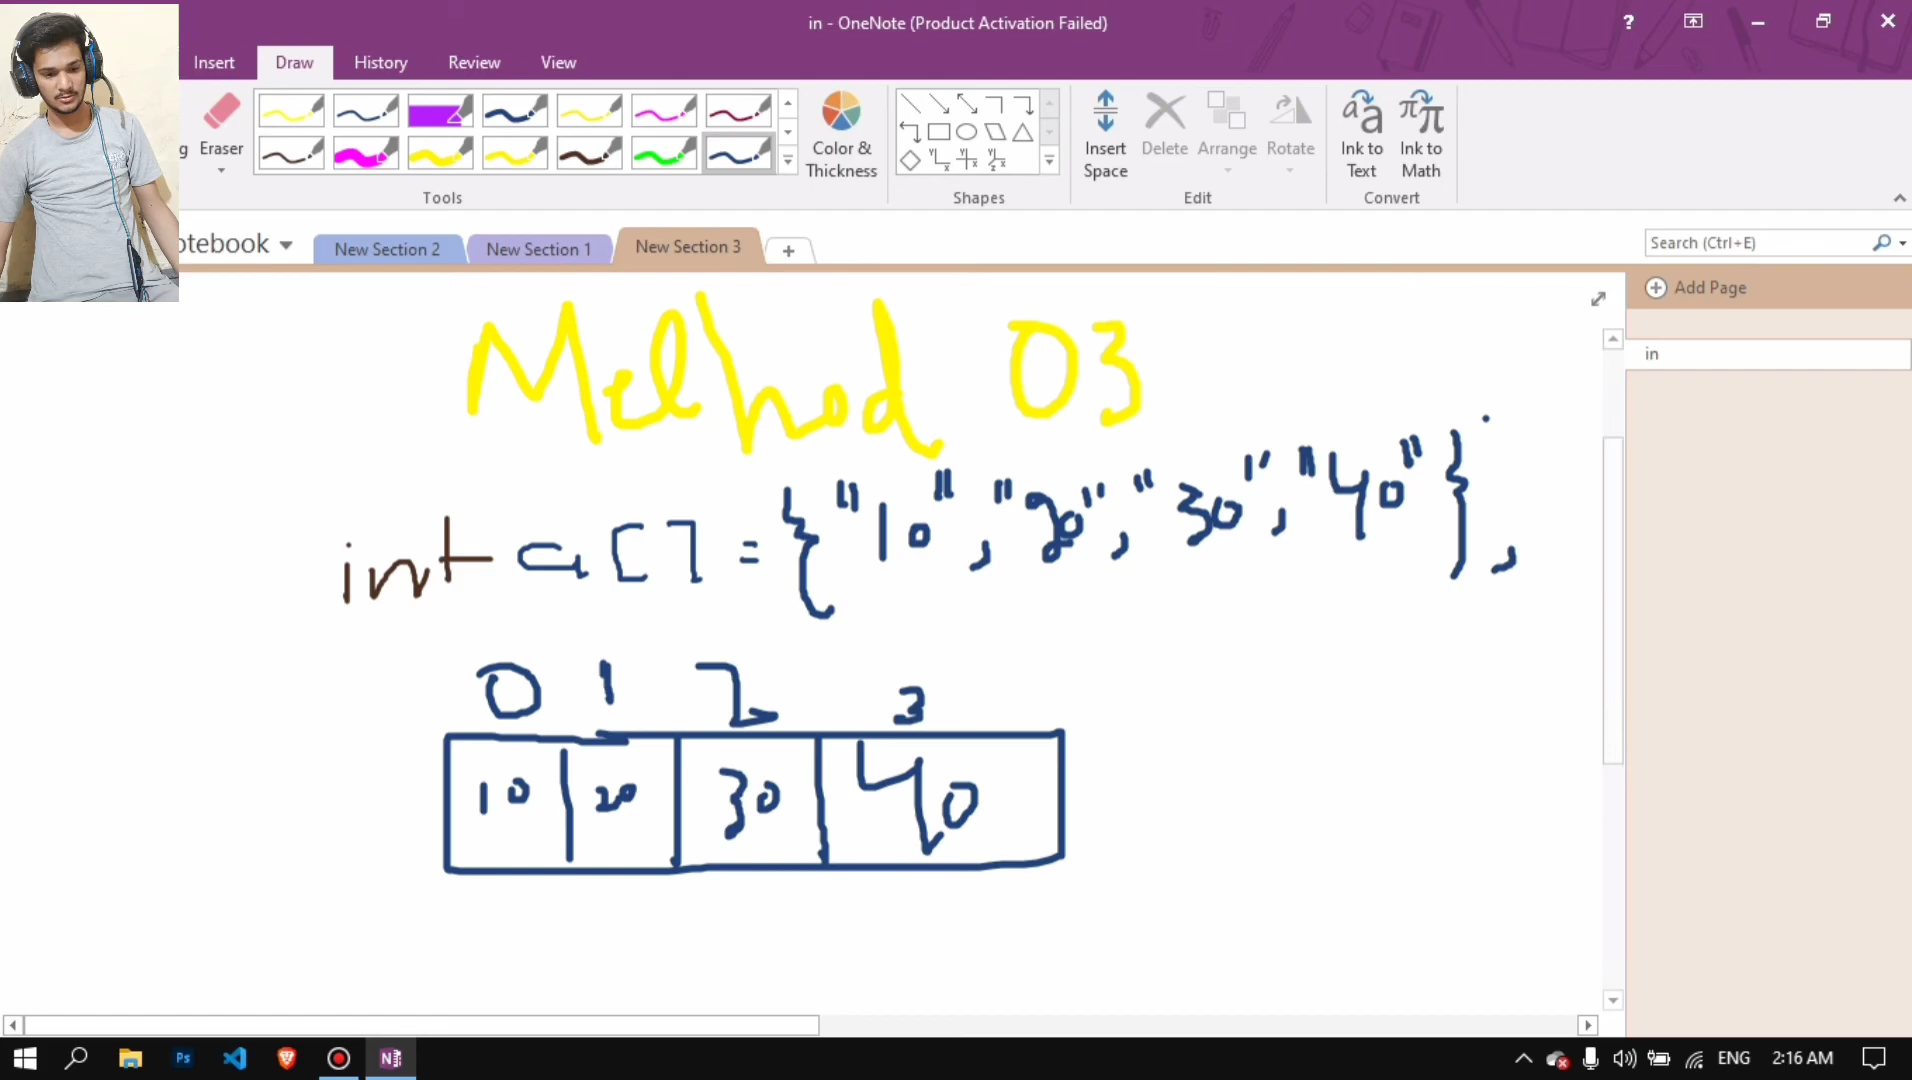 in - OneNote (Product Activation Failed)
Insert Draw History Review View
g Eraser
Color & Thickness
Insert Space
Delete Arrange Rotate
Ink to Text
Ink to Math
Tools Shapes Edit Convert
otebook New Section 2 New Section 1 New Section 3 +
Search (Ctrl+E)
Add Page
in
Method 03
int a[] = {"10", "20", "30", "40"};
0 1 2 3
10 20 30 40
Ps N ENG 2:16 AM